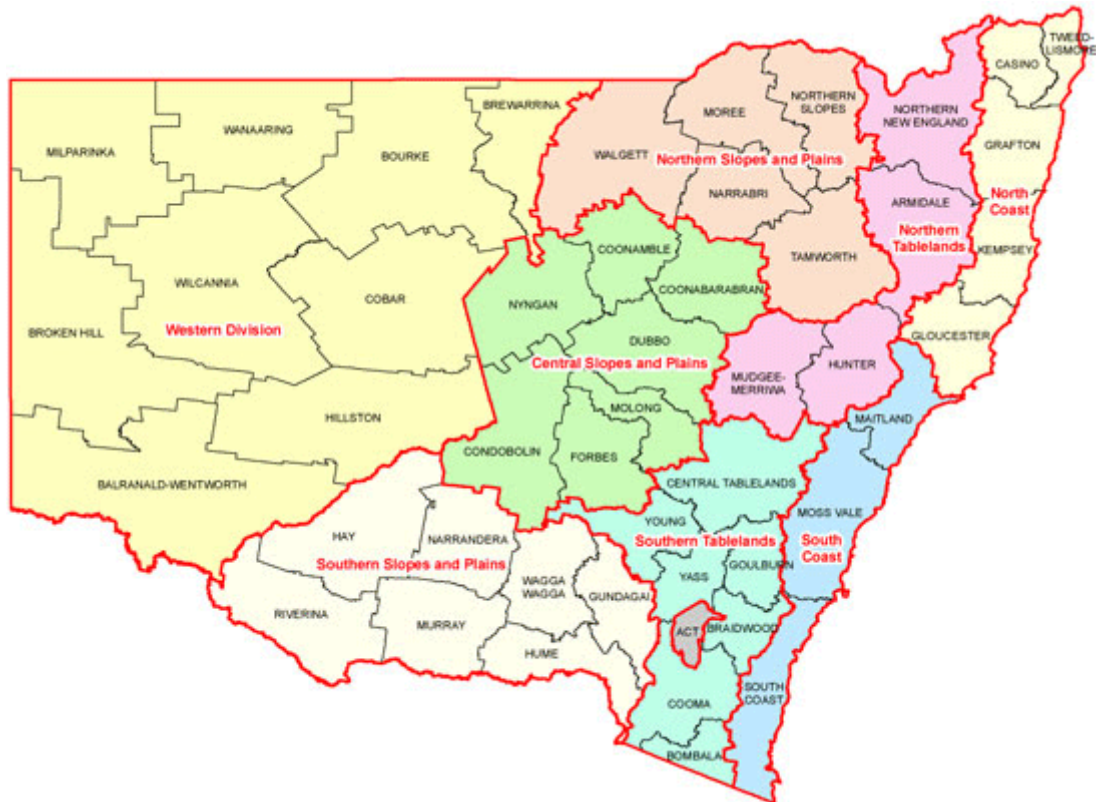 TWEED-
LISMORE
CASINO
NORTHERN
SLOPES
BREWARRINA
MOREE
NORTHERN
NEW ENGLAND
WANAARING
GRAFTON
MILPARINKA
BOURKE
WALGETT
Northern Slopes and Plains
NARRABRI
North
Coast
ARMIDALE
Northern
Tablelands
COONAMBLE
KEMPSEY
TAMWORTH
WILCANNIA
COONABARABRAN
COBAR
NYNGAN
BROKEN HILL
Western Division
GLOUCESTER
DUBBO
Central Slopes and Plains
HUNTER
MUDGEE-
MERRIWA
HILLSTON
MOLONG
MAITLAND
CONDOBOLIN
FORBES
BALRANALD-WENTWORTH
CENTRAL TABLELANDS
MOSS VALE
YOUNG
HAY
NARRANDERA
Southern Tablelands
South
Coast
Southern Slopes and Plains
GOULBURN
YASS
WAGGA
WAGGA
GUNDAGAI
RIVERINA
MURRAY
ACT
BRAIDWOOD
HUME
SOUTH
COAST
COOMA
BOMBALA